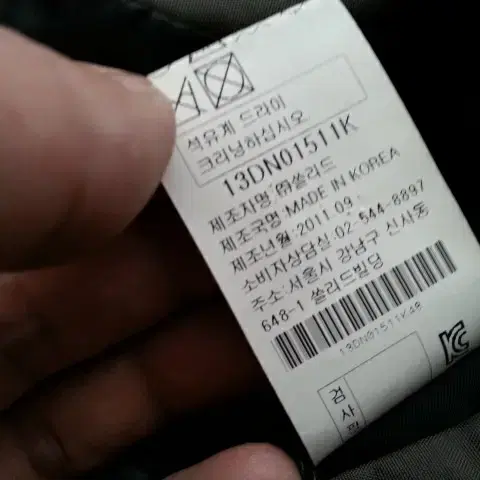 석유계 드라이
크리닝하십시오
13DN01511K
제조자명:㈜쏠리드
제조국명:MADE IN KOREA
제조년월:2011.09.
소비자상담실:02-544-8897
주소:서울시 강남구 신사동
648-1 쏠리드빌딩
13DN01511K48
검사필